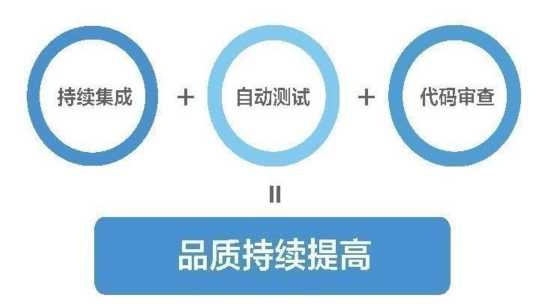 持续集成 + 自动测试 + 代码审查
=
品质持续提高